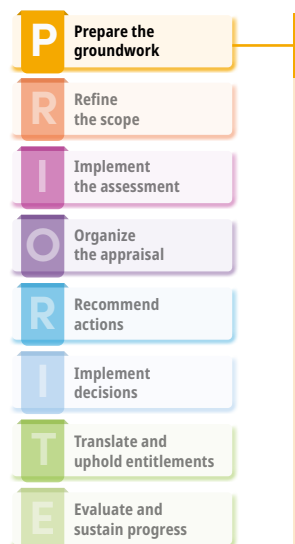 P
Prepare the
groundwork
R
Refine
the scope
I
Implement
the assessment
O
Organize
the appraisal
R
Recommend
actions
I
Implement
decisions
T
Translate and
uphold entitlements
E
Evaluate and
sustain progress